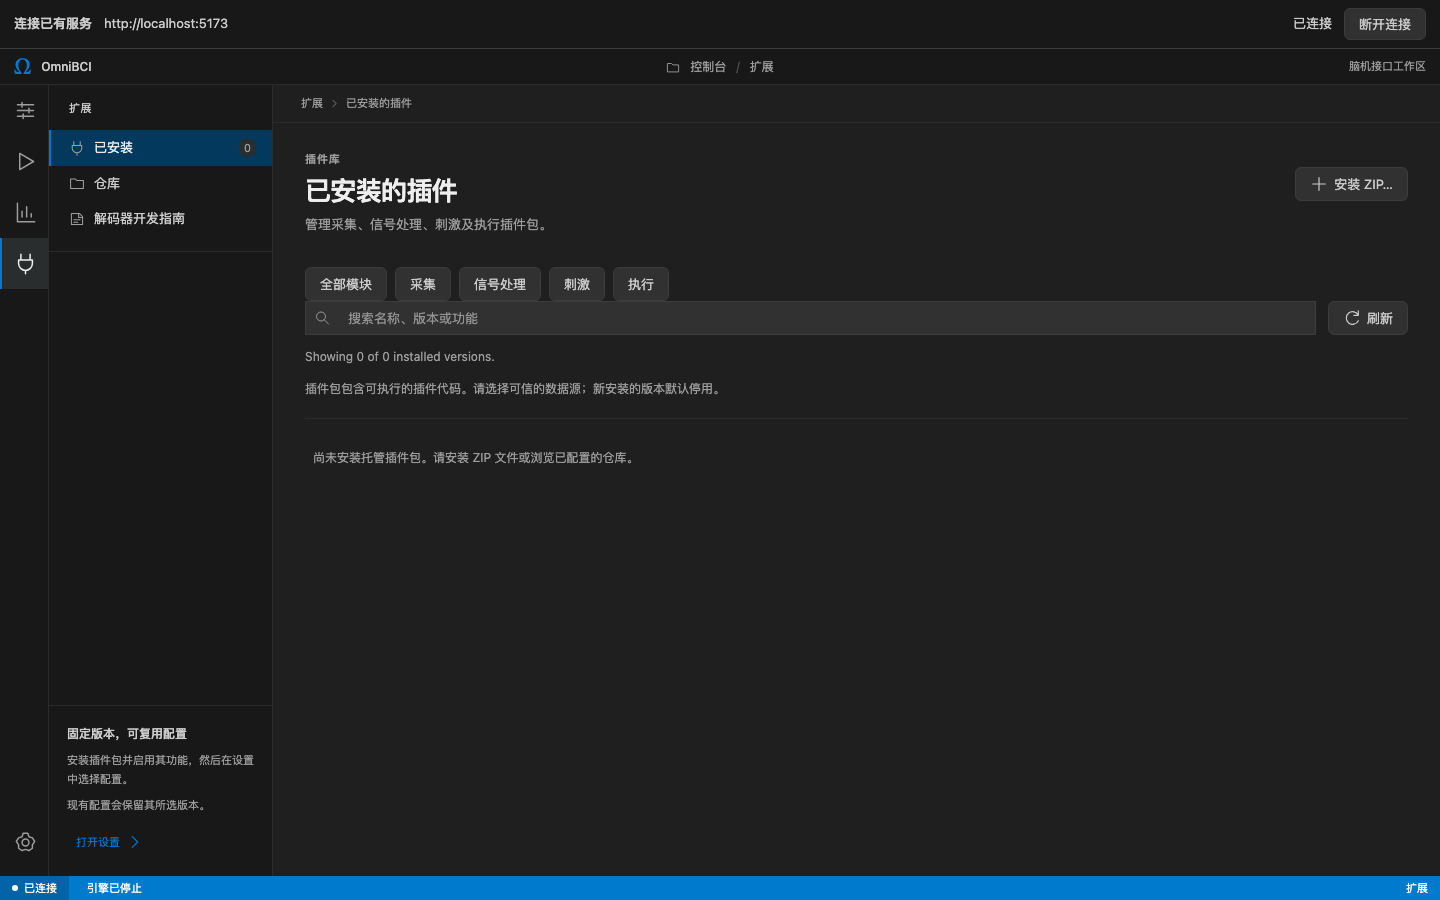 连接已有服务 http://localhost:5173 已连接 断开连接
OmniBCI 控制台 / 扩展 脑机接口工作区
扩展
已安装 0
仓库
解码器开发指南
固定版本，可复用配置
安装插件包并启用其功能，然后在设置
中选择配置。
现有配置会保留其所选版本。
打开设置
扩展 已安装的插件
插件库
已安装的插件
管理采集、信号处理、刺激及执行插件包。
安装 ZIP...
全部模块 采集 信号处理 刺激 执行
搜索名称、版本或功能 刷新
Showing 0 of 0 installed versions.
插件包包含可执行的插件代码。请选择可信的数据源；新安装的版本默认停用。
尚未安装托管插件包。请安装 ZIP 文件或浏览已配置的仓库。
已连接 引擎已停止 扩展